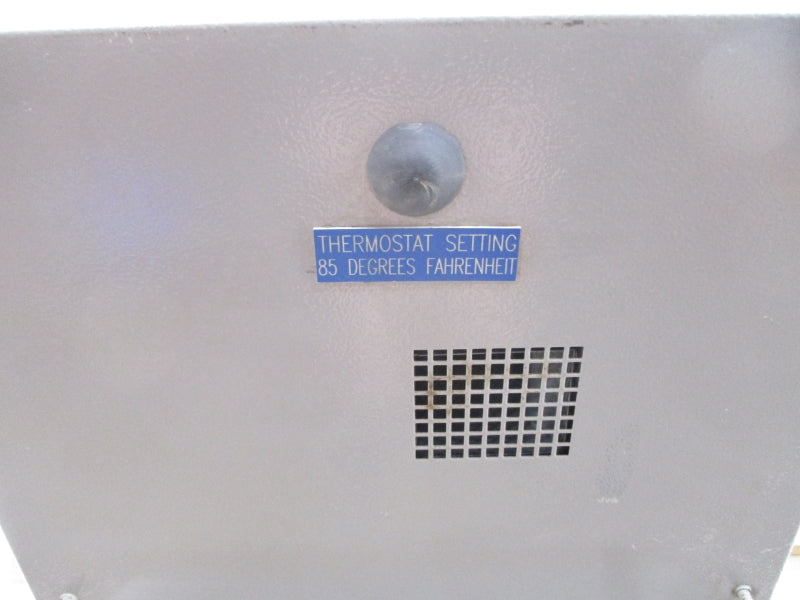 THERMOSTAT SETTING
85 DEGREES FAHRENHEIT